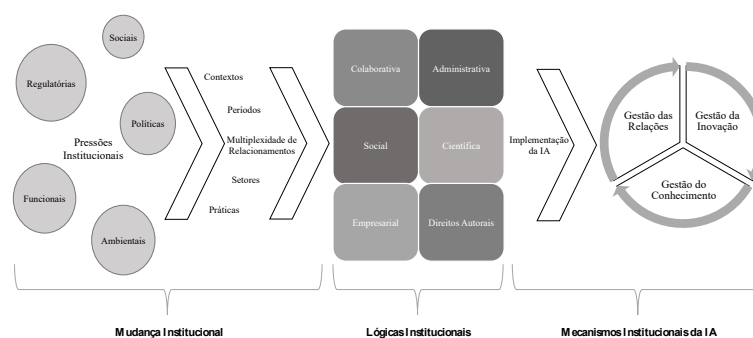 Sociais
Regulatórias
Políticas
Pressões
Institucionais
Funcionais
Ambientais
Contextos
Períodos
Multiplexidade de
Relacionamentos
Setores
Práticas
Colaborativa
Administrativa
Social
Científica
Empresarial
Direitos Autorais
Implementação
da IA
Gestão das
Relações
Gestão da
Inovação
Gestão do
Conhecimento
Mudança Institucional
Lógicas Institucionais
Mecanismos Institucionais da IA